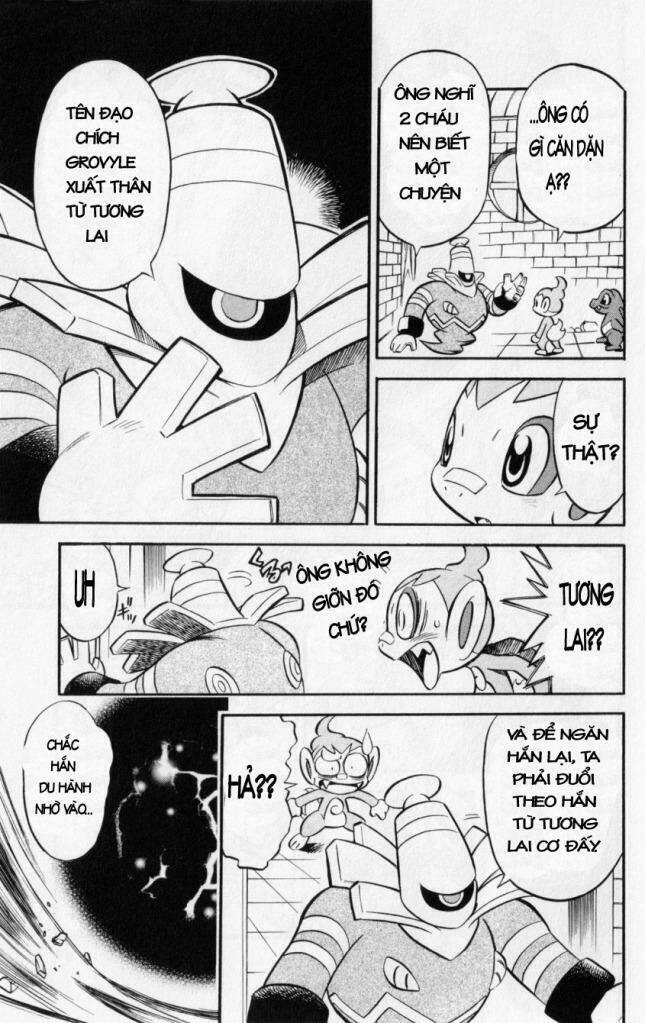 ...ÔNG CÓ
GÌ CĂN DẶN
Ạ??
ÔNG NGHĨ
2 CHÁU
NÊN BIẾT
MỘT
CHUYỆN
SỰ
THẬT?
TÊN ĐẠO
CHÍCH
GROVYLE
XUẤT THÂN
TỪ TƯƠNG
LAI
TƯƠNG
LAI??
ÔNG KHÔNG
GIỠN ĐÓ
CHỨ?
UH
VÀ ĐỂ NGĂN
HẮN LẠI, TA
PHẢI ĐUỔI
THEO HẮN
TỪ TƯƠNG
LAI CƠ ĐẤY.
HẢ??
CHẮC
HẮN
DU HÀNH
NHỜ VÀO...